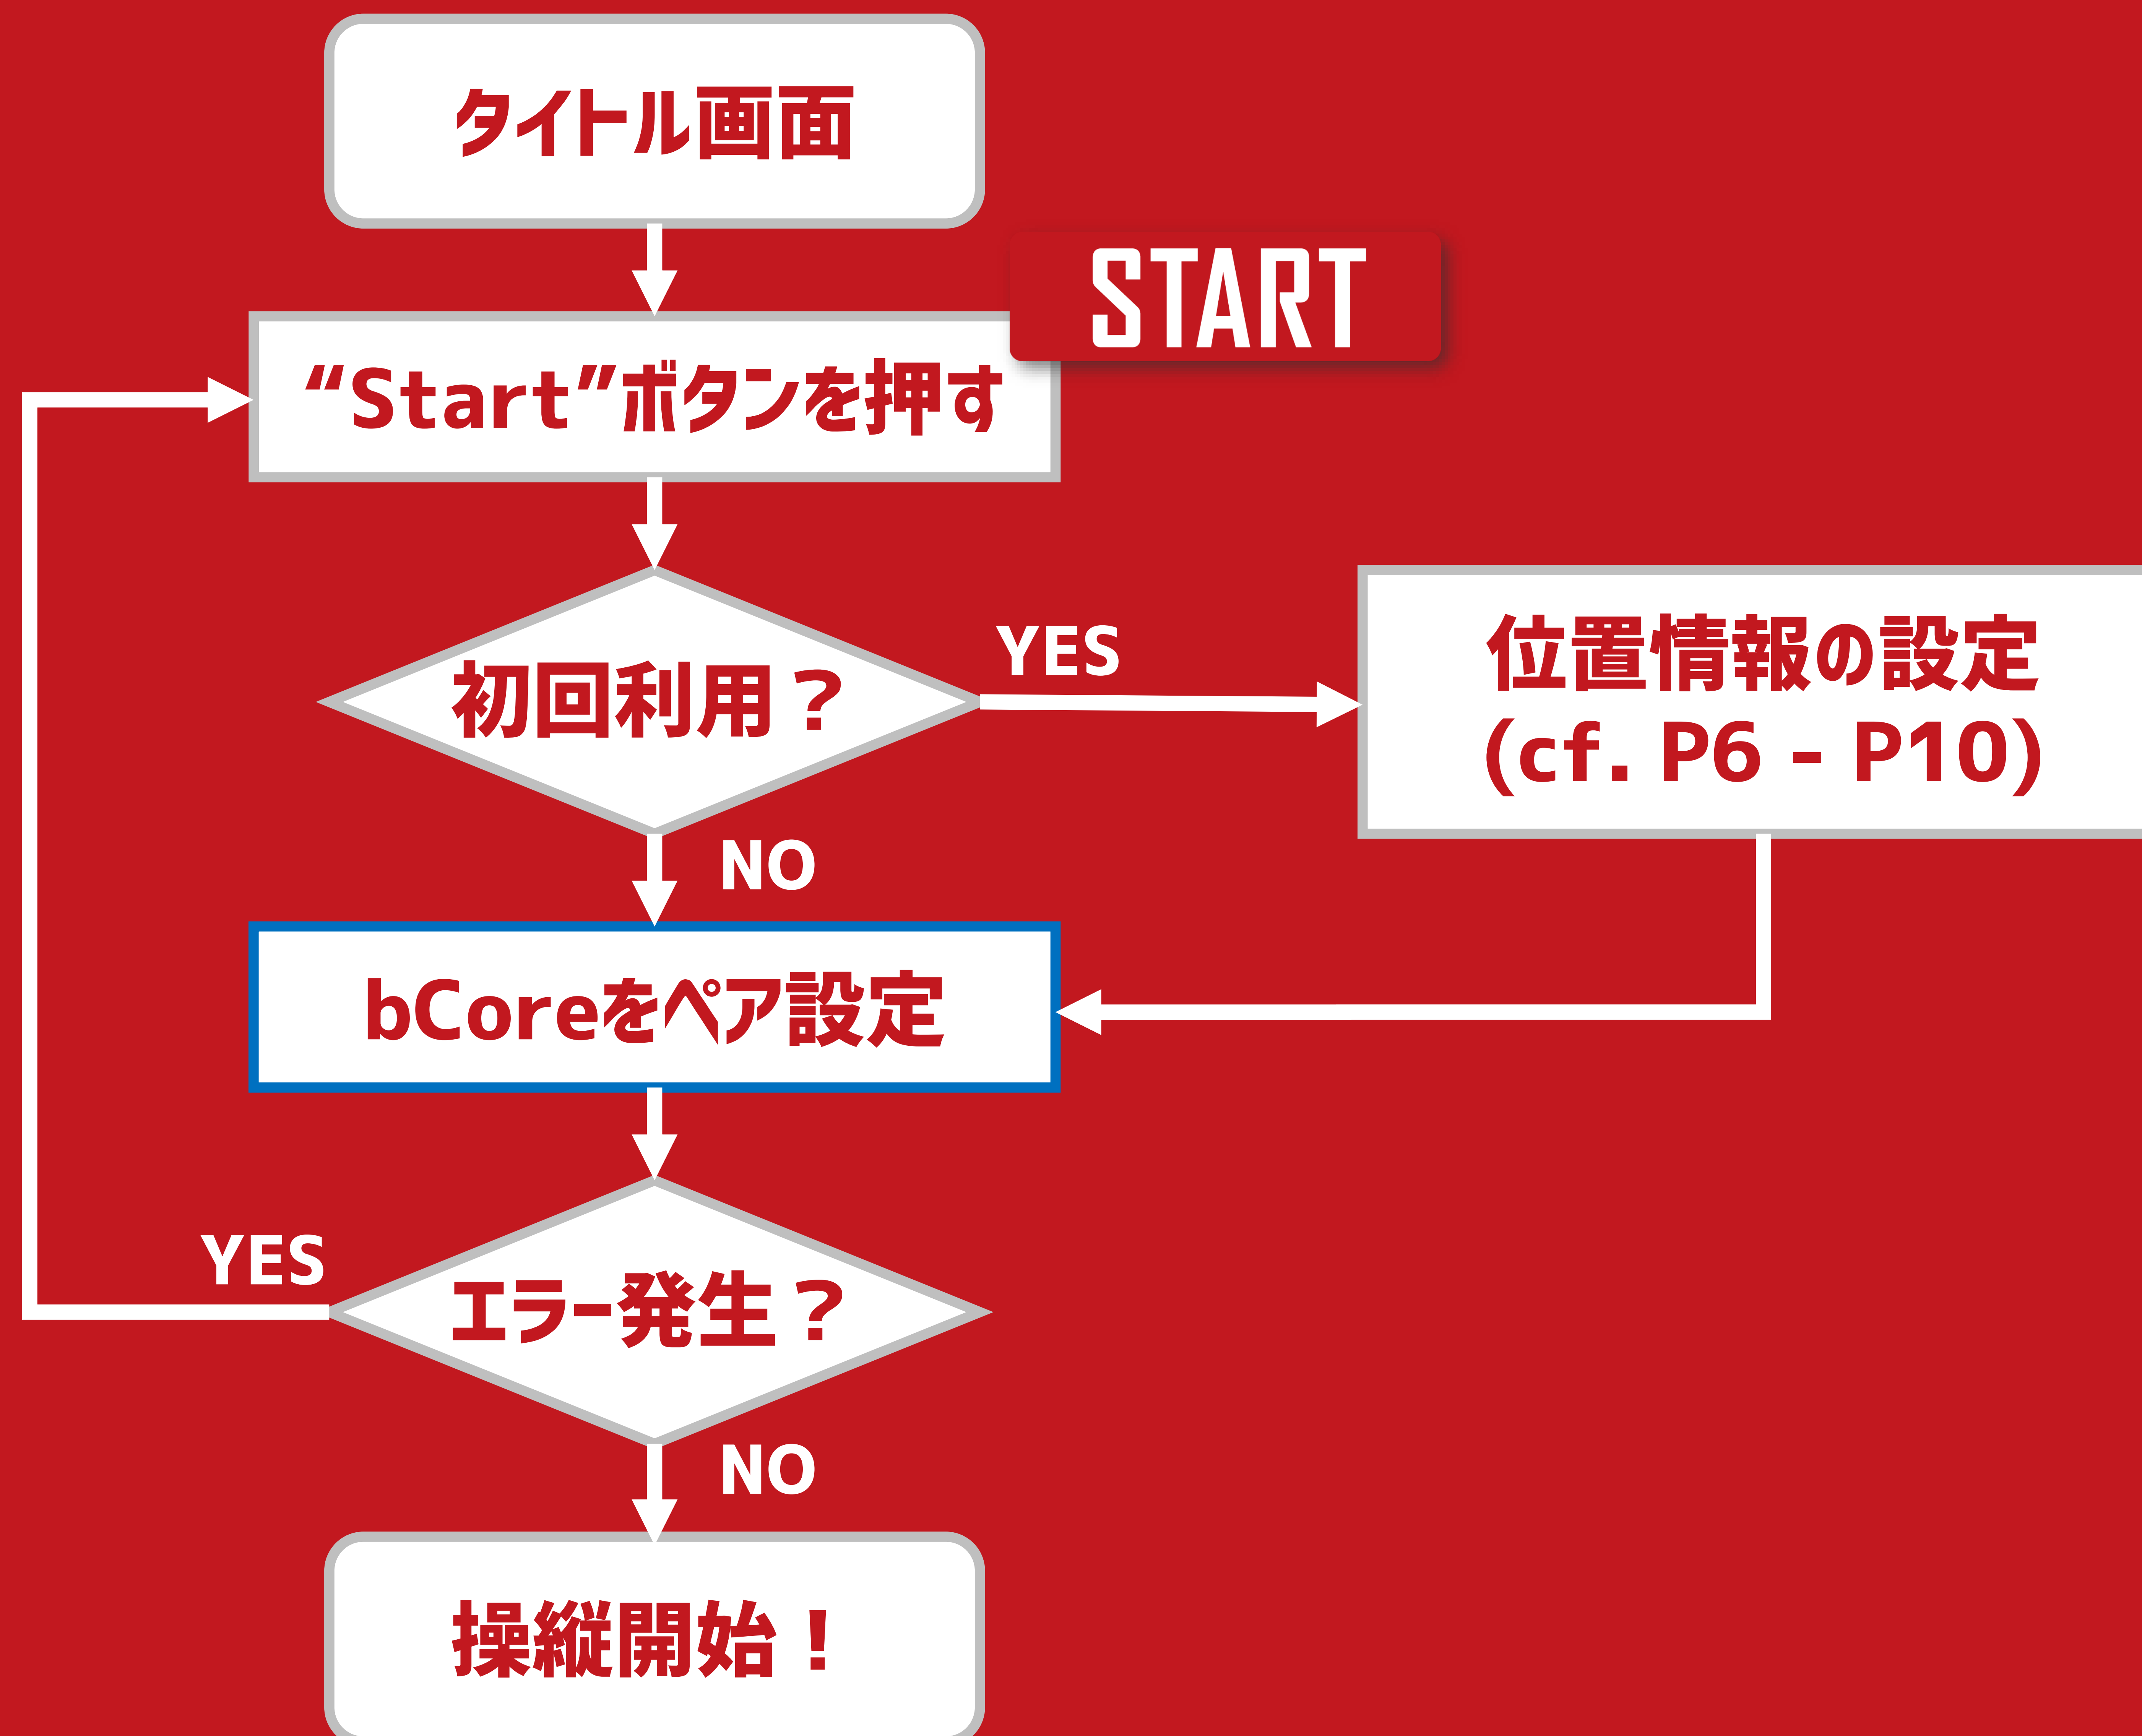 タイトル画面
START
“Start”ボタンを押す
初回利用？
YES
位置情報の設定
(cf. P6 - P10)
NO
bCoreをペア設定
YES
エラー発生？
NO
操縦開始！